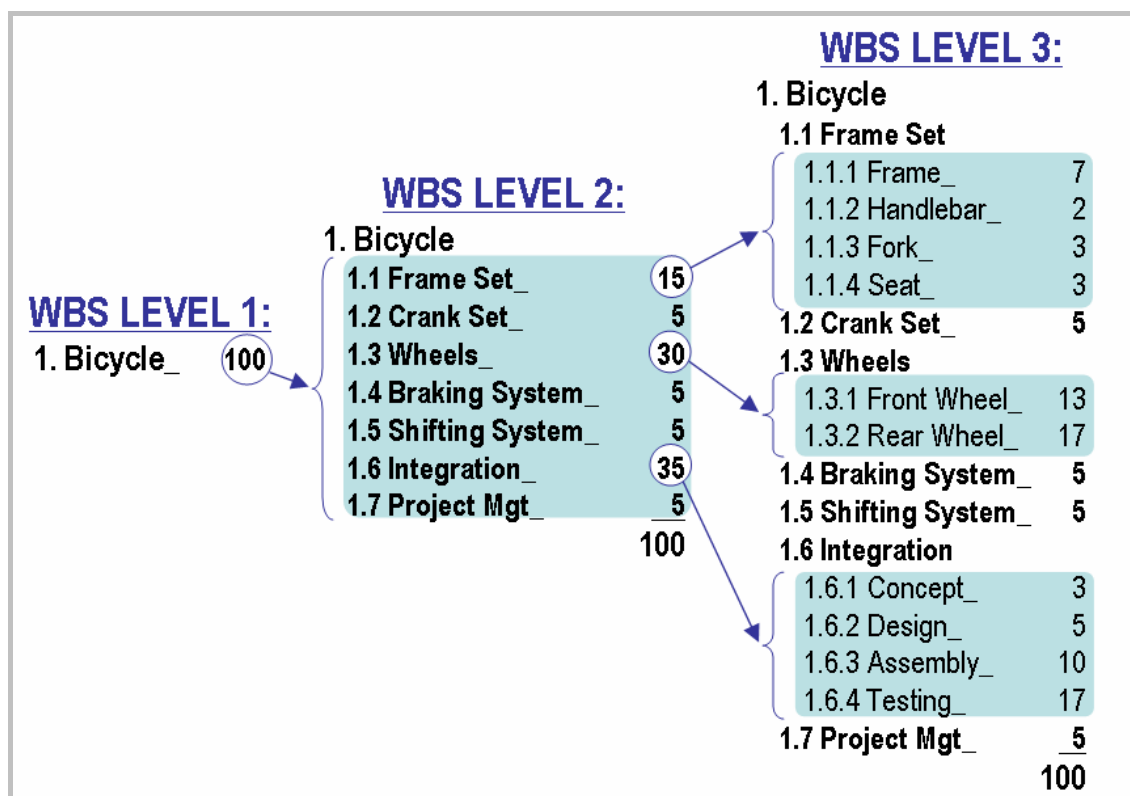 WBS LEVEL 1:
1. Bicycle_ 100
WBS LEVEL 2:
1. Bicycle
1.1 Frame Set_ 15
1.2 Crank Set_ 5
1.3 Wheels_ 30
1.4 Braking System_ 5
1.5 Shifting System_ 5
1.6 Integration_ 35
1.7 Project Mgt_ 5
100
WBS LEVEL 3:
1. Bicycle
1.1 Frame Set
1.1.1 Frame_ 7
1.1.2 Handlebar_ 2
1.1.3 Fork_ 3
1.1.4 Seat_ 3
1.2 Crank Set_ 5
1.3 Wheels
1.3.1 Front Wheel_ 13
1.3.2 Rear Wheel_ 17
1.4 Braking System_ 5
1.5 Shifting System_ 5
1.6 Integration
1.6.1 Concept_ 3
1.6.2 Design_ 5
1.6.3 Assembly_ 10
1.6.4 Testing_ 17
1.7 Project Mgt_ 5
100